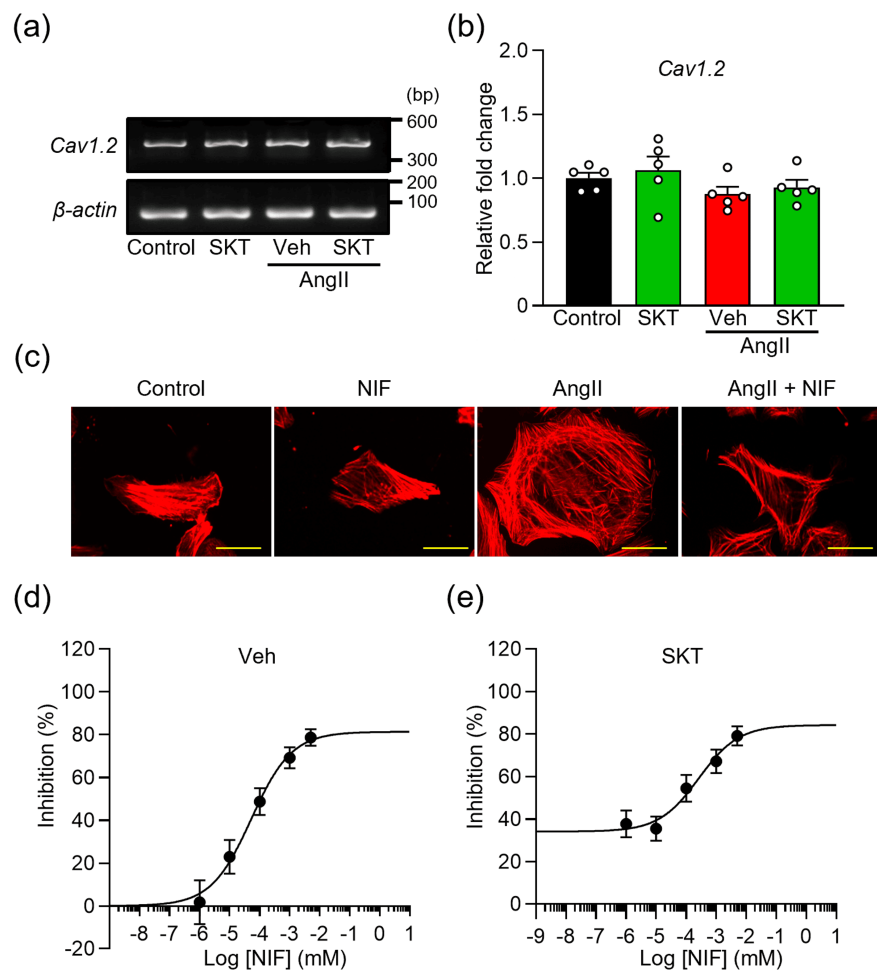 (a)
(bp)
600
Cav1.2
300
200
β-actin
100
Control SKT Veh SKT
AngII
(b)
Cav1.2
Relative fold change
2.0
1.5
1.0
0.5
0
Control SKT Veh SKT
AngII
(c)
Control NIF AngII AngII + NIF
(d)
Veh
Inhibition (%)
120
100
80
60
40
20
0
-20
-8 -7 -6 -5 -4 -3 -2 -1 0 1
Log [NIF] (mM)
(e)
SKT
Inhibition (%)
120
100
80
60
40
20
0
-9 -8 -7 -6 -5 -4 -3 -2 -1 0 1
Log [NIF] (mM)